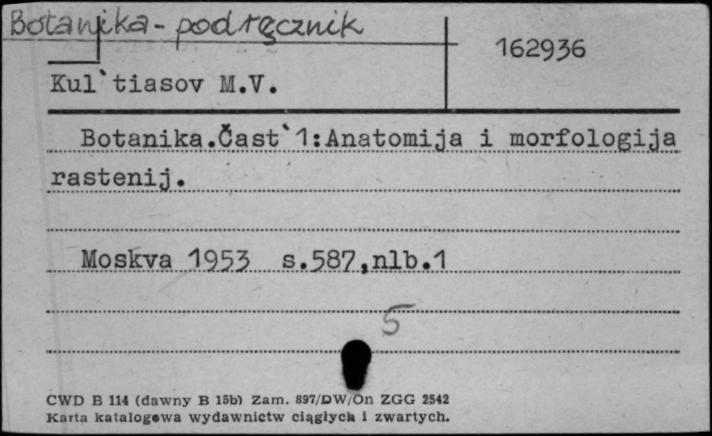 Botanika - podręcznik
162936
Kul`tiasov M.V.
Botanika.Čast`1:Anatomija i morfologija
rastenij.
Moskva 1953 s.587,nlb.1
5
CWD B 114 (dawny B 15b) Zam. 897/DW/On ZGG 2542
Karta katalogowa wydawnictw ciągłych i zwartych.